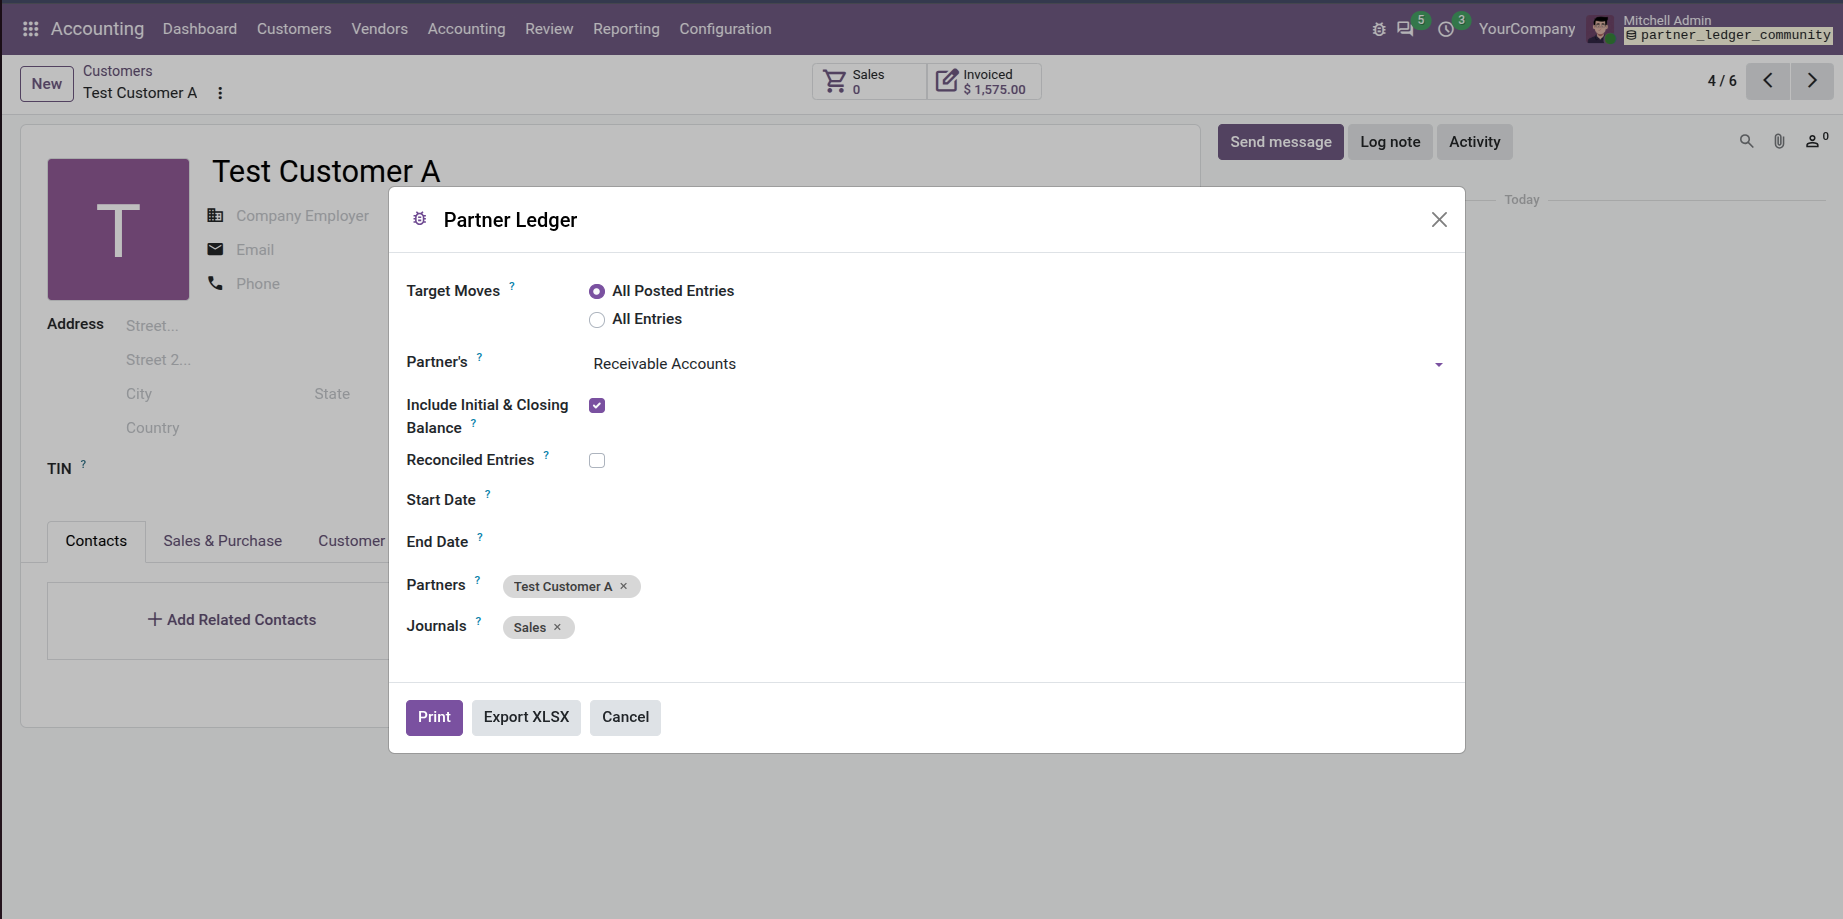 Accounting Dashboard Customers Vendors Accounting Review Reporting Configuration 5 3 YourCompany Mitchell Admin
partner_ledger_community
New
Customers
Test Customer A
Sales
0
Invoiced
$ 1,575.00
4 / 6
T
Test Customer A
Company Employer
Email
Phone
Address Street...
Street 2...
City State
Country
TIN ?
Contacts Sales & Purchase Customer
Add Related Contacts
Send message Log note Activity 0
Today
Partner Ledger
Target Moves ? All Posted Entries
All Entries
Partner's ? Receivable Accounts
Include Initial & Closing
Balance ?
Reconciled Entries ?
Start Date ?
End Date ?
Partners ? Test Customer A ×
Journals ? Sales ×
Print Export XLSX Cancel